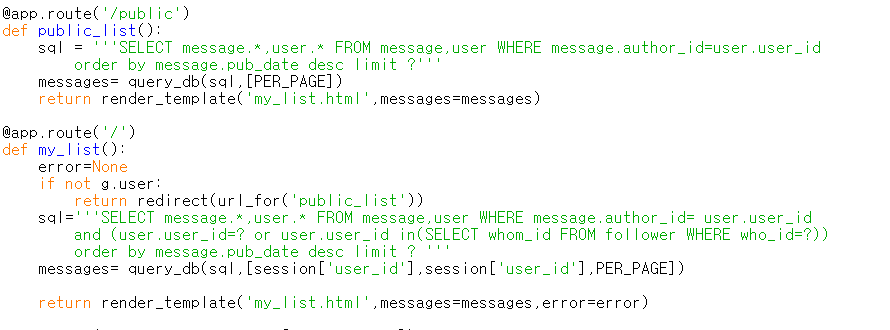 @app.route('/public')
def public_list():
    sql = '''SELECT message.*,user.* FROM message,user WHERE message.author_id=user.user_id
        order by message.pub_date desc limit ?'''
    messages= query_db(sql,[PER_PAGE])
    return render_template('my_list.html',messages=messages)

@app.route('/')
def my_list():
    error=None
    if not g.user:
        return redirect(url_for('public_list'))
    sql='''SELECT message.*,user.* FROM message,user WHERE message.author_id= user.user_id
        and (user.user_id=? or user.user_id in(SELECT whom_id FROM follower WHERE who_id=?))
        order by message.pub_date desc limit ? '''
    messages= query_db(sql,[session['user_id'],session['user_id'],PER_PAGE])

    return render_template('my_list.html',messages=messages,error=error)